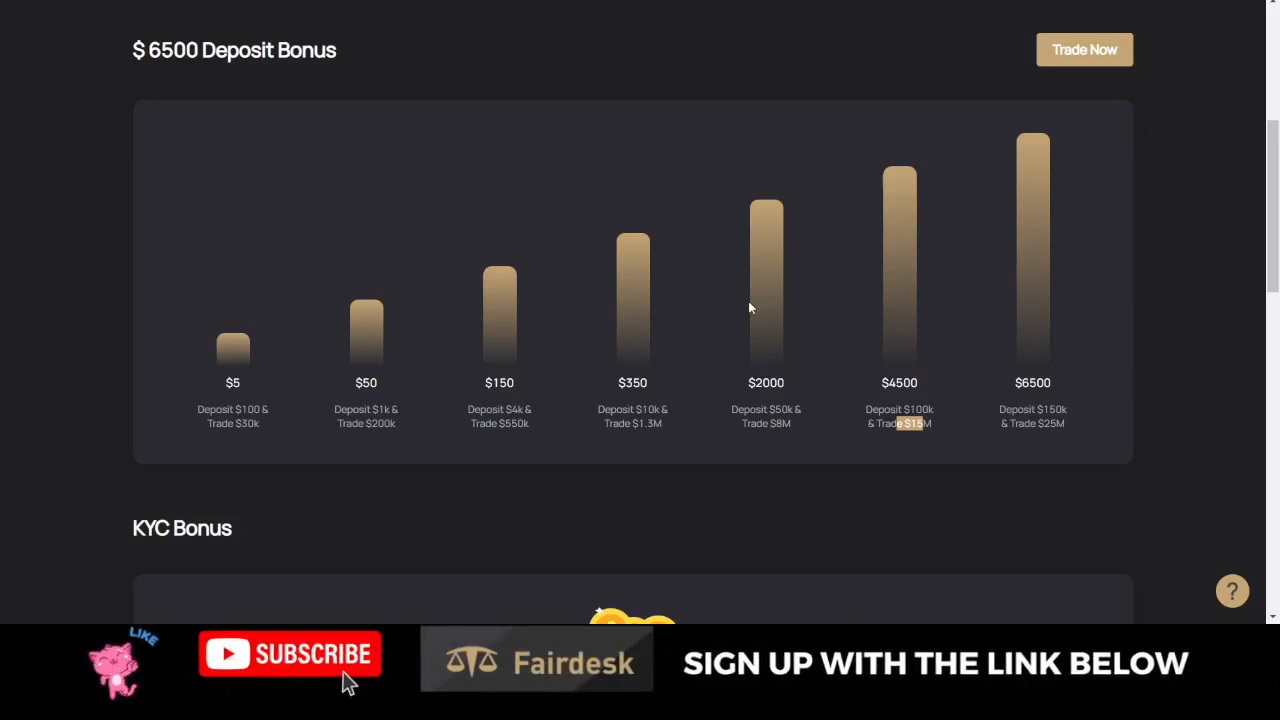 $ 6500 Deposit Bonus
Trade Now
$5
$50
$150
$350
$2000
$4500
$6500
Deposit $100 &
Trade $30k
Deposit $1k &
Trade $200k
Deposit $4k &
Trade $550k
Deposit $10k &
Trade $1.3M
Deposit $50k &
Trade $8M
Deposit $100k
& Trade $15M
Deposit $150k
& Trade $25M
KYC Bonus
?
LIKE
SUBSCRIBE
Fairdesk
SIGN UP WITH THE LINK BELOW